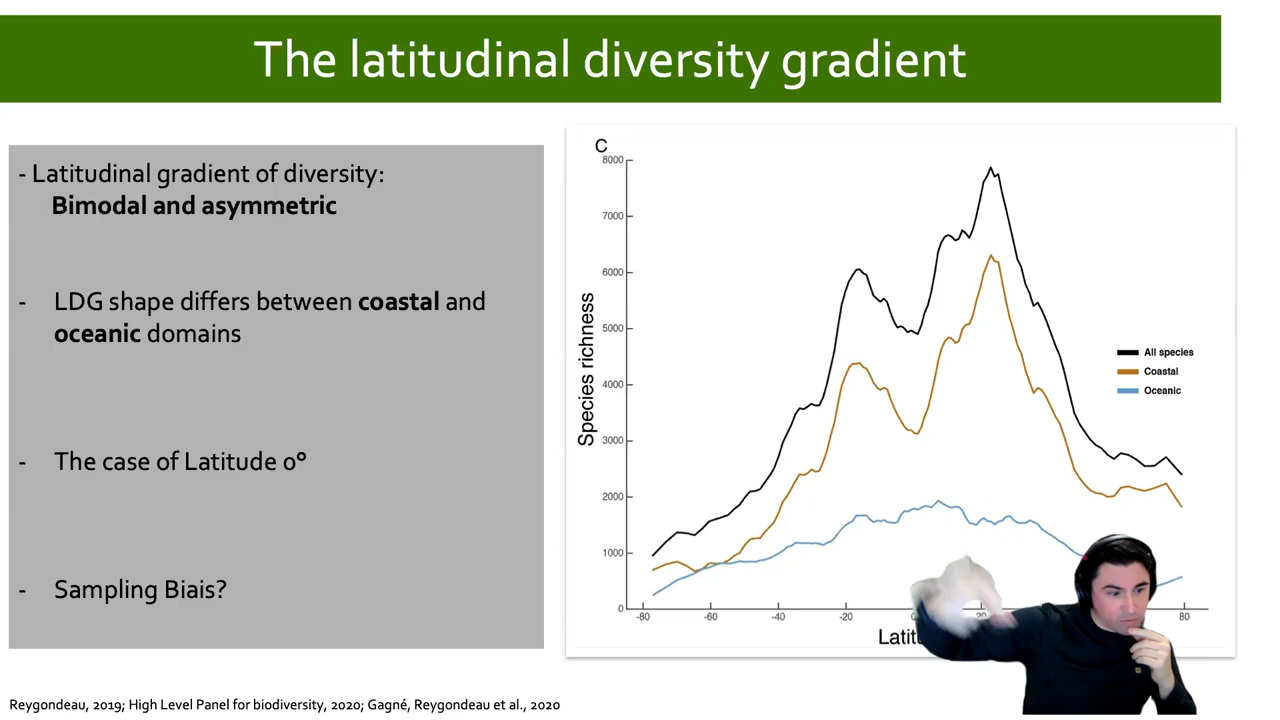 The latitudinal diversity gradient
- Latitudinal gradient of diversity:
Bimodal and asymmetric
- LDG shape differs between coastal and
oceanic domains
- The case of Latitude 0°
- Sampling Biais?
C
8000
7000
6000
5000
4000
3000
2000
1000
0
Species richness
All species
Coastal
Oceanic
-80 -60 -40 -20 20 80
Reygondeau, 2019; High Level Panel for biodiversity, 2020; Gagné, Reygondeau et al., 2020